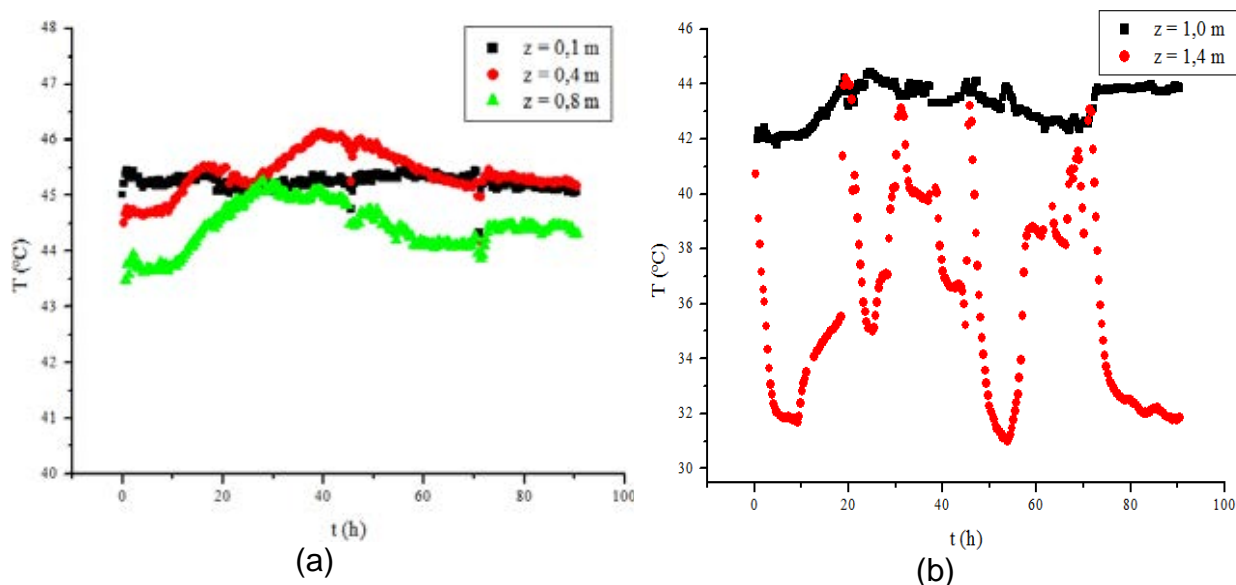 48
47
46
45
44
43
42
41
40
T (°C)
z = 0,1 m
z = 0,4 m
z = 0,8 m
0 20 40 60 80 100
t (h)
(a)
46
44
42
40
38
36
34
32
30
T (°C)
z = 1,0 m
z = 1,4 m
0 20 40 60 80 100
t (h)
(b)